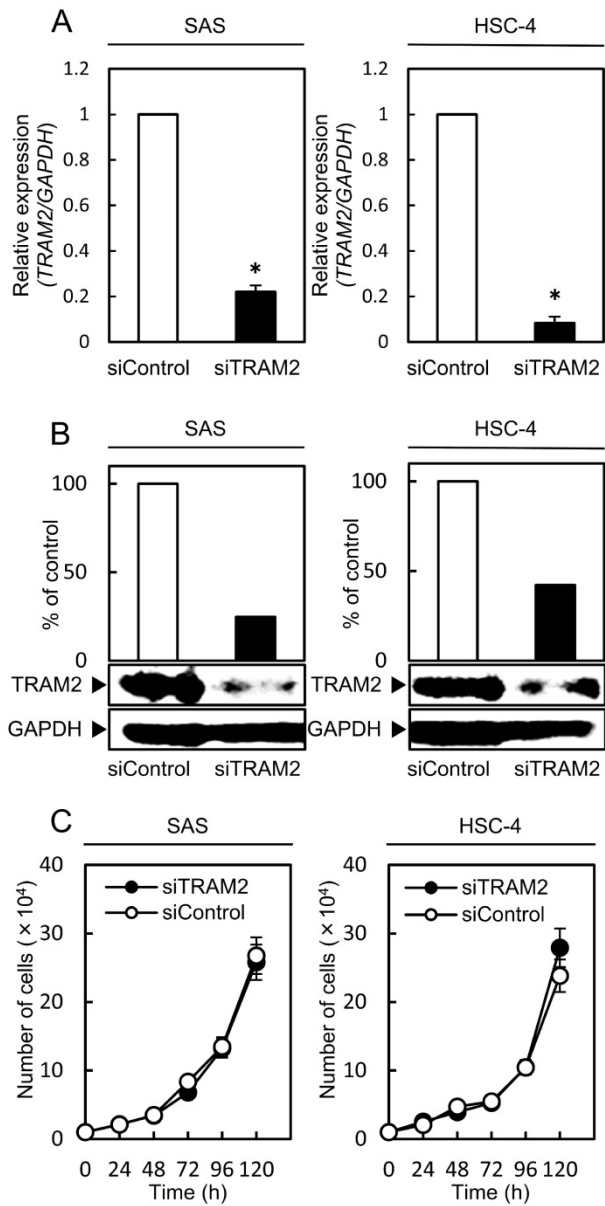 A
SAS
HSC-4
Relative expression
(TRAM2/GAPDH)
1.2
1
0.8
0.6
0.4
0.2
0
*
siControl siTRAM2
Relative expression
(TRAM2/GAPDH)
1.2
1
0.8
0.6
0.4
0.2
0
*
siControl siTRAM2
B
SAS
HSC-4
% of control
100
50
0
TRAM2
GAPDH
siControl siTRAM2
% of control
100
50
0
TRAM2
GAPDH
siControl siTRAM2
C
SAS
HSC-4
Number of cells ( × 10⁴)
40
30
20
10
0
siTRAM2
siControl
0 24 48 72 96 120
Time (h)
Number of cells ( × 10⁴)
40
30
20
10
0
siTRAM2
siControl
0 24 48 72 96 120
Time (h)